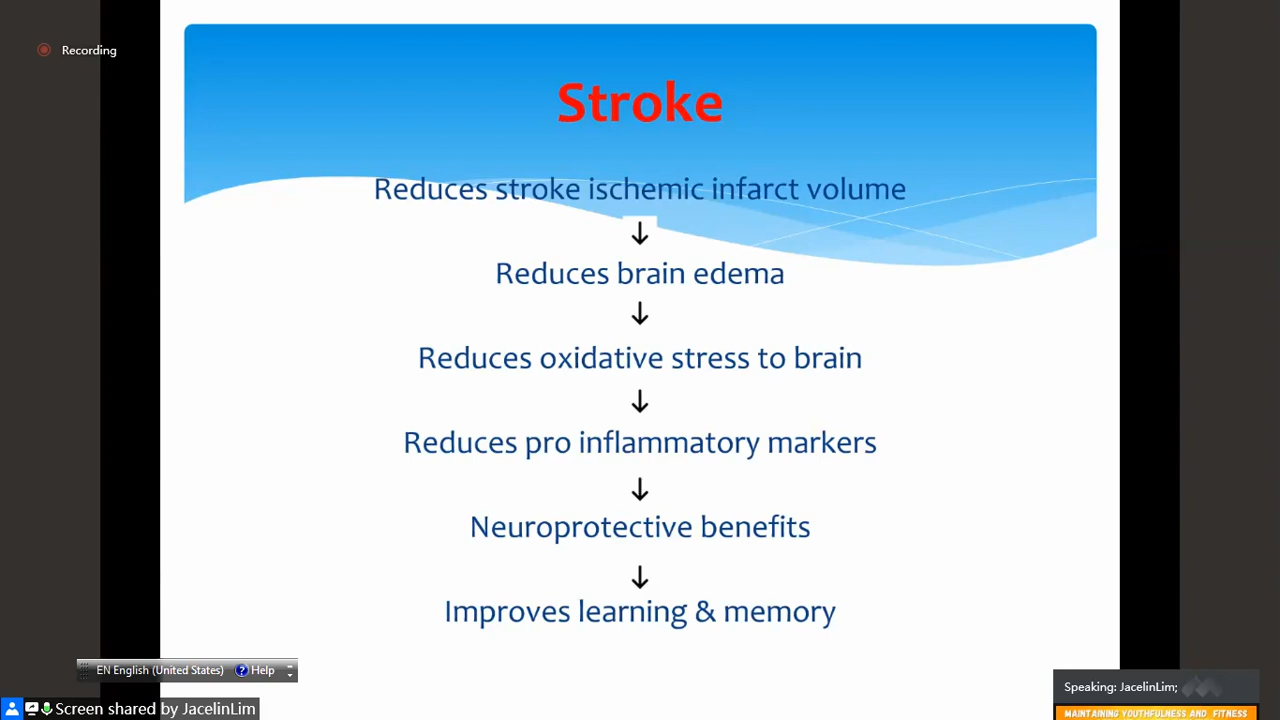 Recording
Stroke
Reduces stroke ischemic infarct volume
↓
Reduces brain edema
↓
Reduces oxidative stress to brain
↓
Reduces pro inflammatory markers
↓
Neuroprotective benefits
↓
Improves learning & memory
EN English (United States) ? Help
Speaking: JacelinLim;
Screen shared by JacelinLim
MAINTAINING YOUTHFULNESS AND FITNESS